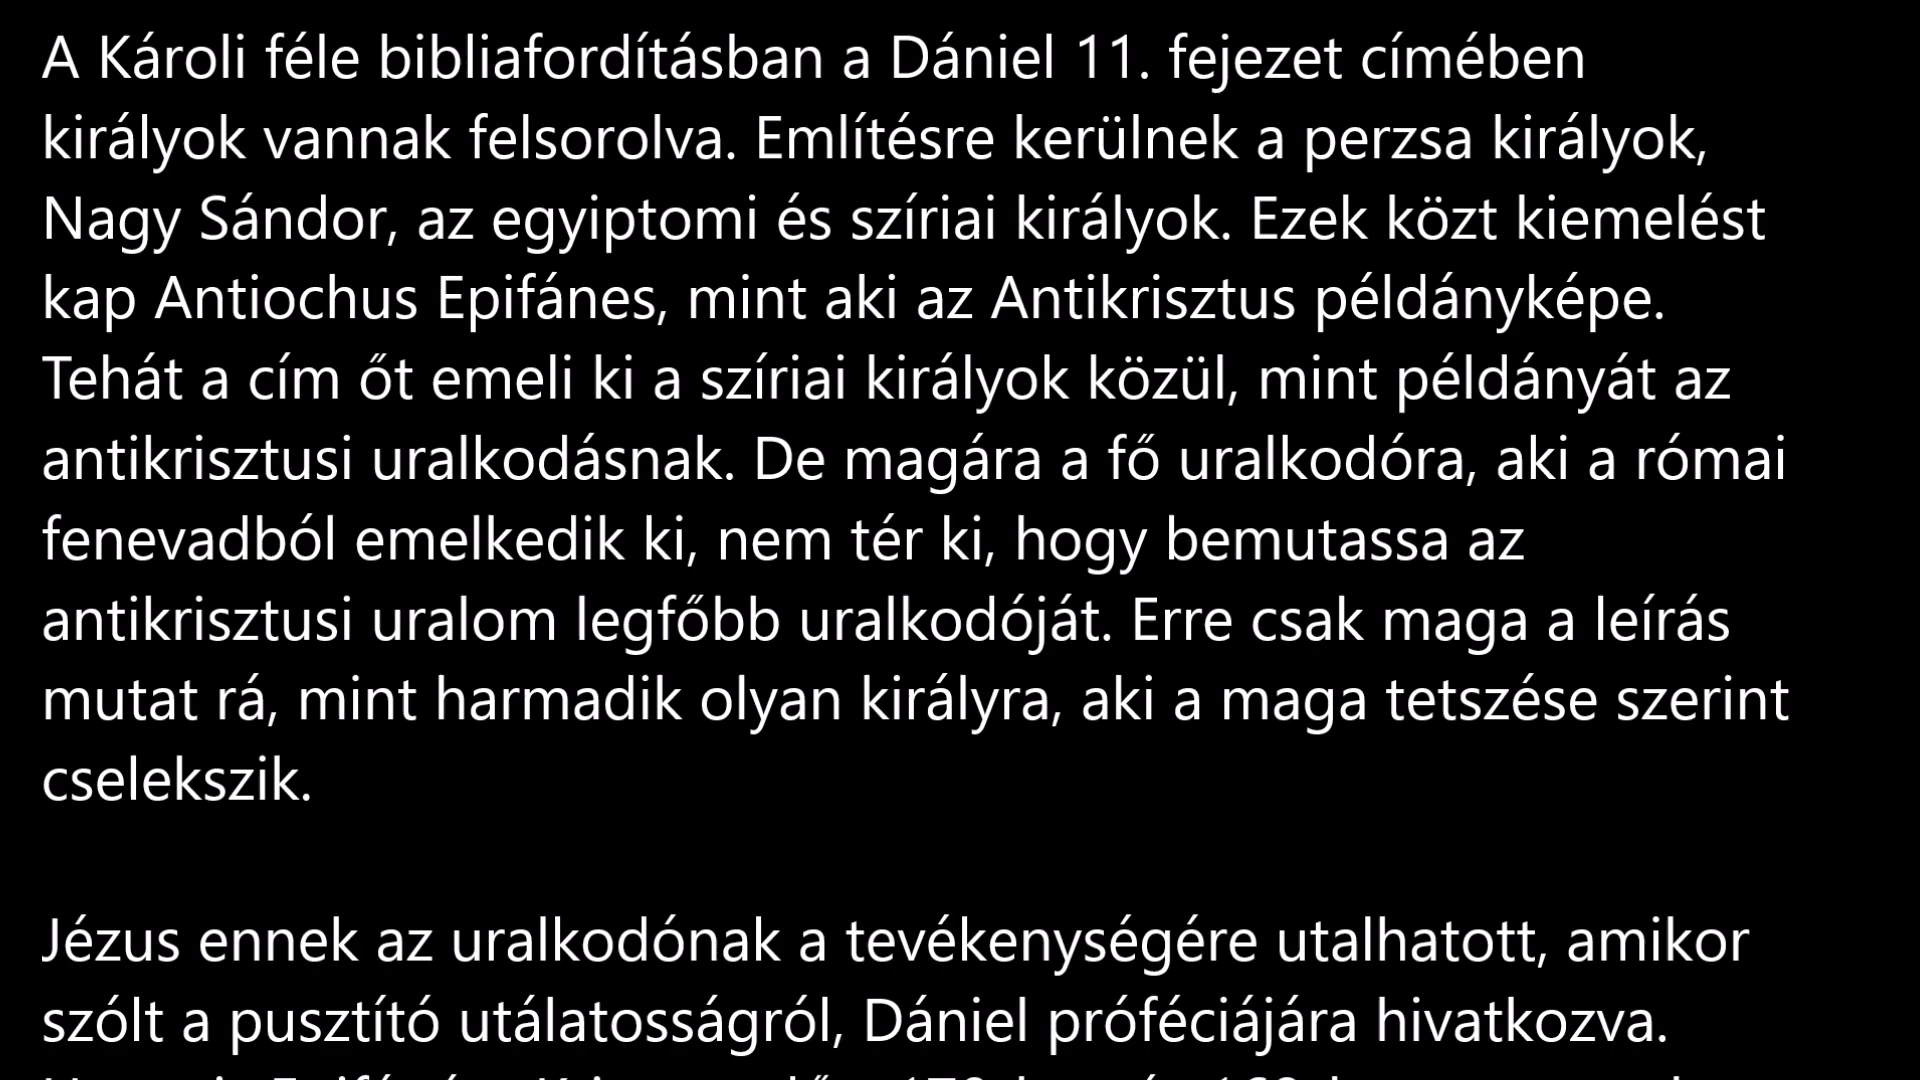 A Károli féle bibliafordításban a Dániel 11. fejezet címében
királyok vannak felsorolva. Említésre kerülnek a perzsa királyok,
Nagy Sándor, az egyiptomi és szíriai királyok. Ezek közt kiemelést
kap Antiochus Epifánes, mint aki az Antikrisztus példányképe.
Tehát a cím őt emeli ki a szíriai királyok közül, mint példányát az
antikrisztusi uralkodásnak. De magára a fő uralkodóra, aki a római
fenevadból emelkedik ki, nem tér ki, hogy bemutassa az
antikrisztusi uralom legfőbb uralkodóját. Erre csak maga a leírás
mutat rá, mint harmadik olyan királyra, aki a maga tetszése szerint
cselekszik.
Jézus ennek az uralkodónak a tevékenységére utalhatott, amikor
szólt a pusztító utálatosságról, Dániel próféciájára hivatkozva.